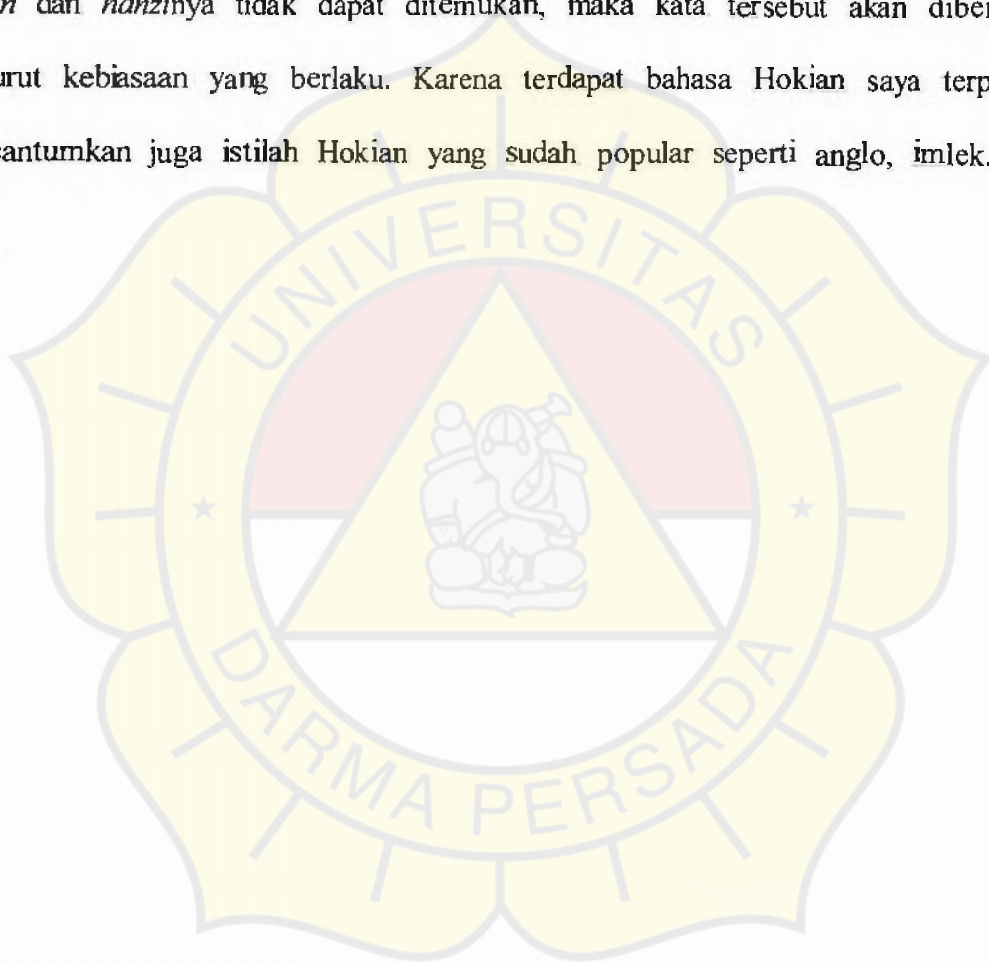 n dan hanzinya tidak dapat ditemukan, maka kata tersebut akan diber
urut kebiasaan yang berlaku. Karena terdapat bahasa Hokian saya terp
cantumkan juga istilah Hokian yang sudah popular seperti anglo, imlek.
UNIVERSITAS
DARMA PERSADA